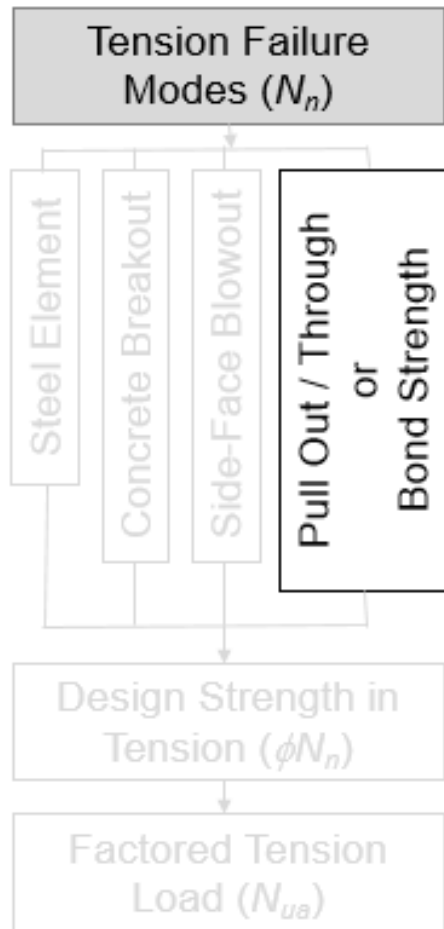 Tension Failure
Modes (Nn)
Steel Element
Concrete Breakout
Side-Face Blowout
Pull Out / Through
or
Bond Strength
Design Strength in
Tension (ϕNn)
Factored Tension
Load (Nua)